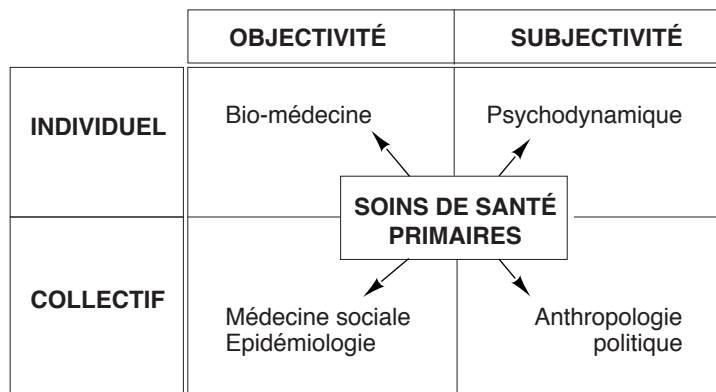 OBJECTIVITÉ SUBJECTIVITÉ
INDIVIDUEL
Bio-médecine Psychodynamique
SOINS DE SANTÉ
PRIMAIRES
COLLECTIF
Médecine sociale
Epidémiologie
Anthropologie
politique